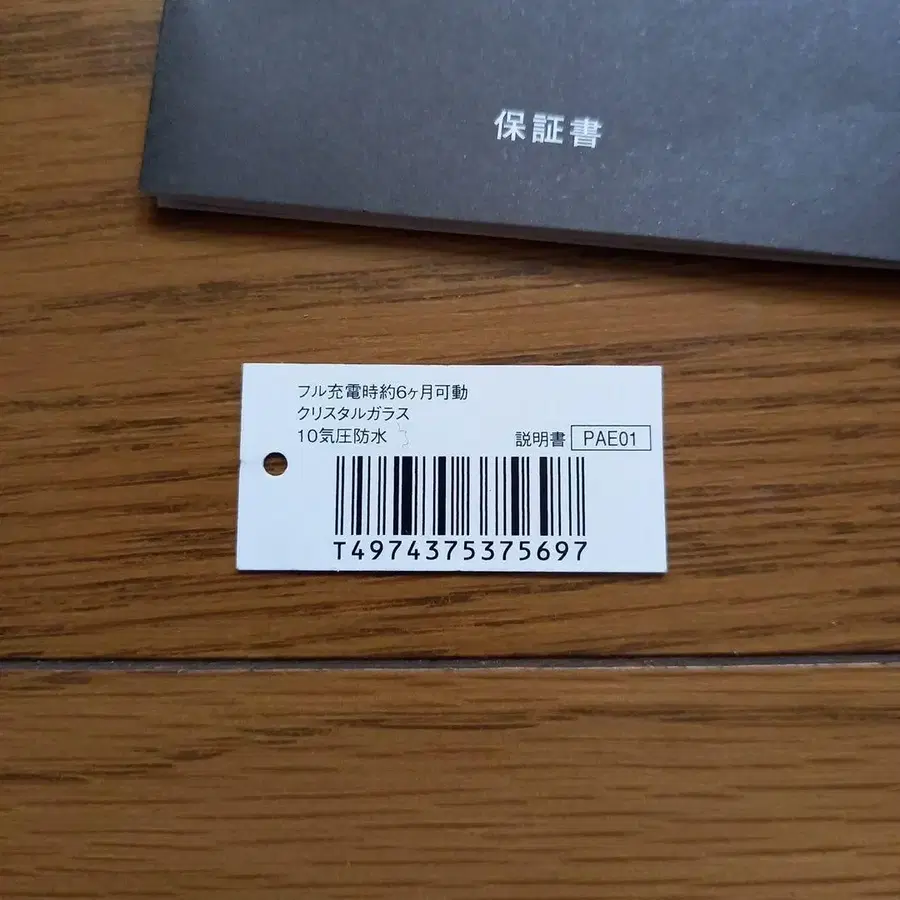 保証書
フル充電時約6ヶ月可動
クリスタルガラス
10気圧防水
説明書 PAE01
T4974375375697